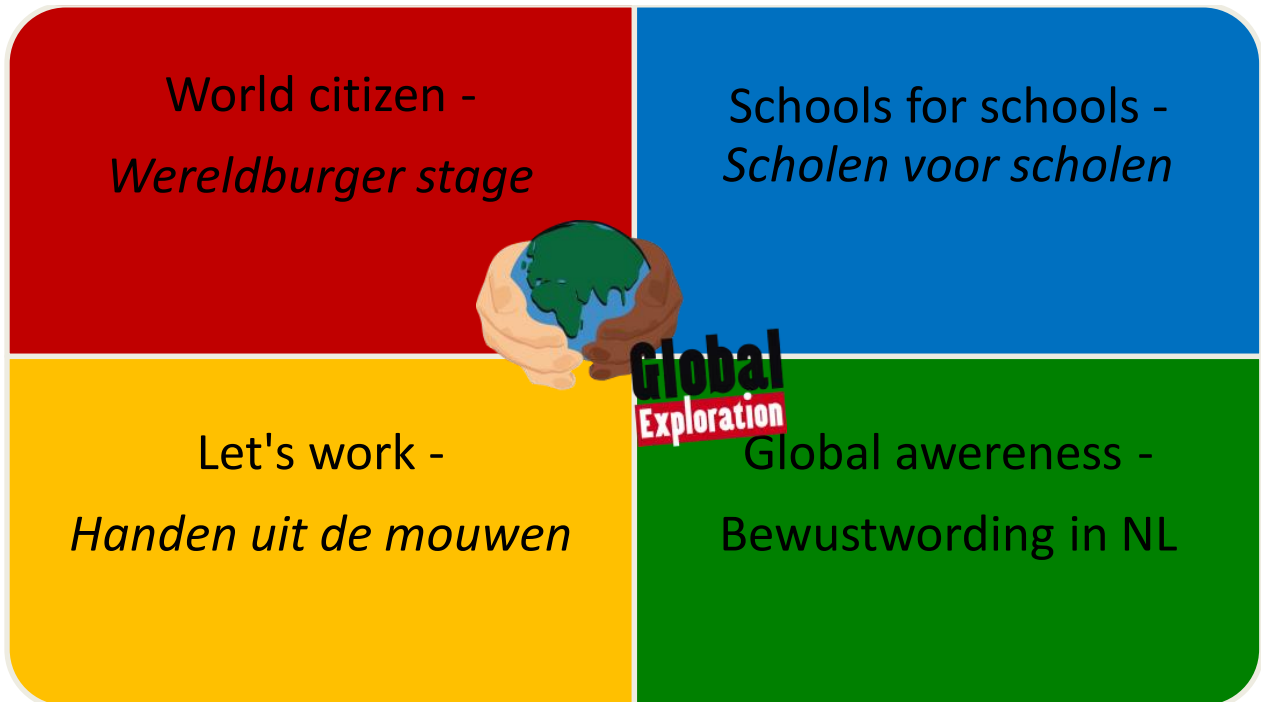 World citizen -
Wereldburger stage
Schools for schools -
Scholen voor scholen
Global
Exploration
Let's work -
Handen uit de mouwen
Global awereness -
Bewustwording in NL